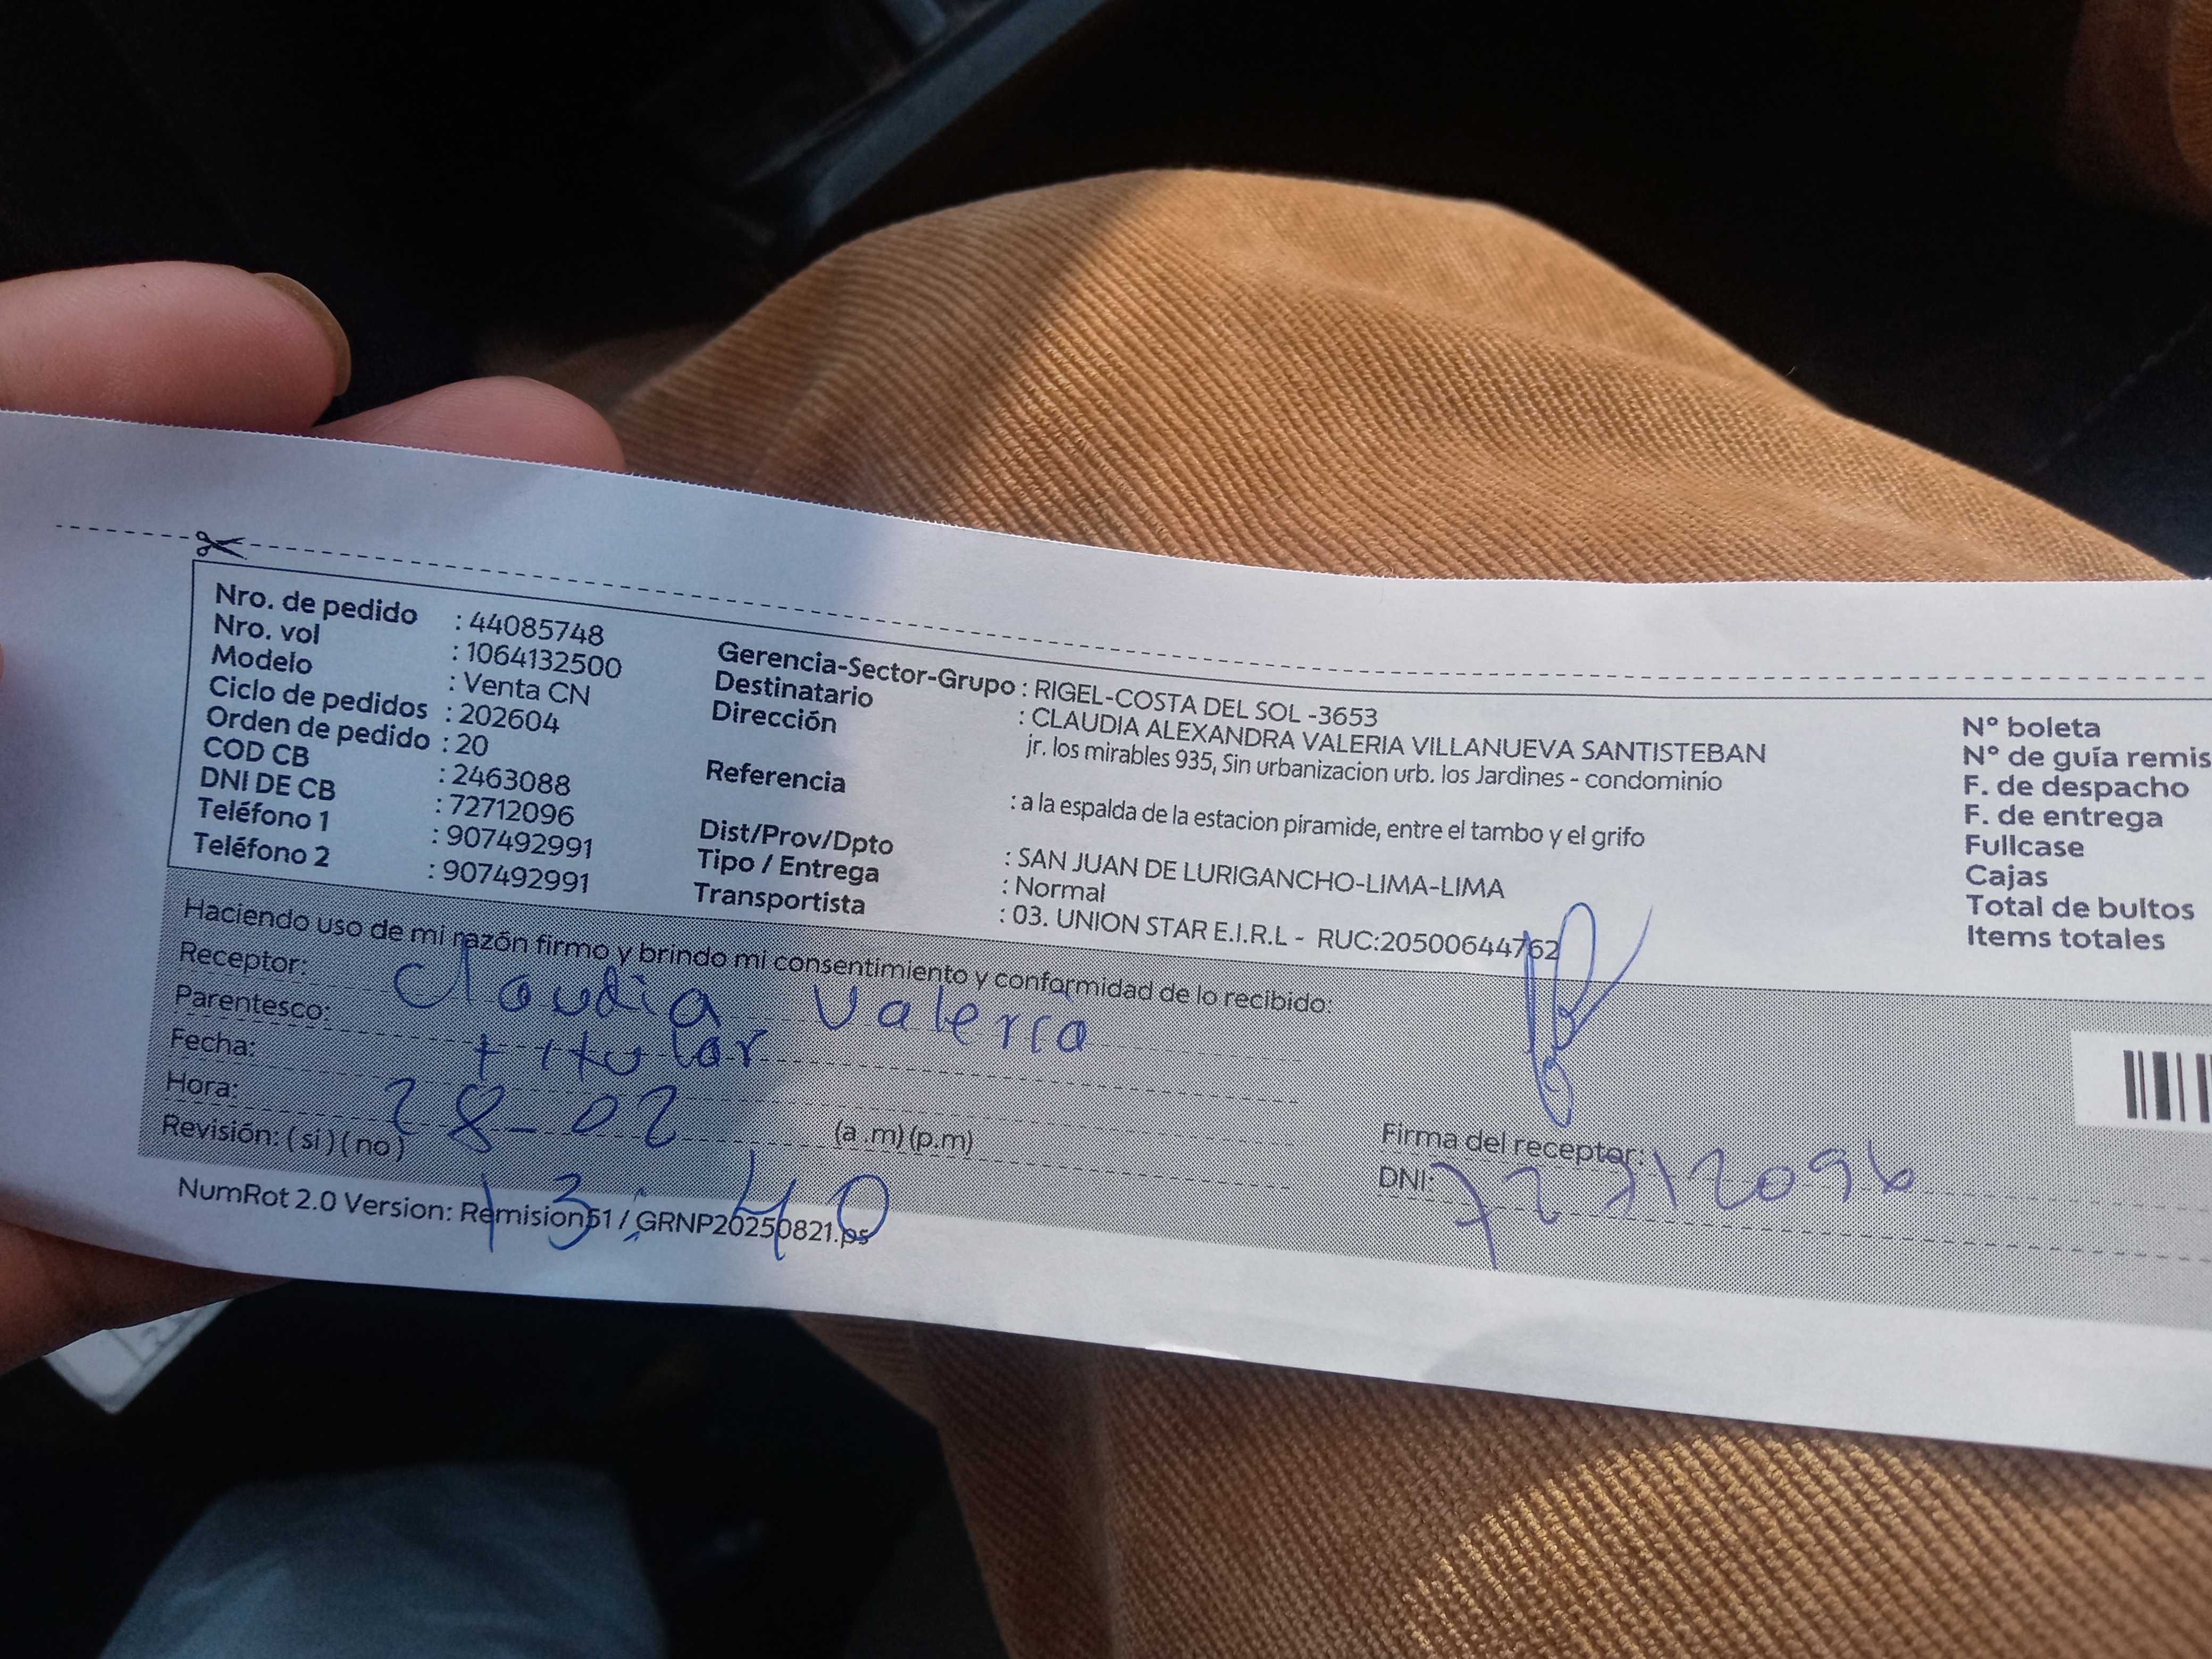 Nro. de pedido : 44085748
Nro. vol : 1064132500
Modelo : Venta CN
Ciclo de pedidos : 202604
Orden de pedido : 20
COD CB : 2463088
DNI DE CB : 72712096
Teléfono 1 : 907492991
Teléfono 2 : 907492991
Gerencia-Sector-Grupo : RIGEL-COSTA DEL SOL -3653
Destinatario : CLAUDIA ALEXANDRA VALERIA VILLANUEVA SANTISTEBAN
Dirección jr. los mirables 935, Sin urbanizacion urb. los Jardines - condominio
Referencia : a la espalda de la estacion piramide, entre el tambo y el grifo
Dist/Prov/Dpto : SAN JUAN DE LURIGANCHO-LIMA-LIMA
Tipo / Entrega : Normal
Transportista : 03. UNION STAR E.I.R.L - RUC:20500644762
N° boleta
N° de guía remis
F. de despacho
F. de entrega
Fullcase
Cajas
Total de bultos
Items totales
Haciendo uso de mi razón firmo y brindo mi consentimiento y conformidad de lo recibido:
Receptor: Claudia Valeria
Parentesco: titular
Fecha: 28-02
Hora: 13:40 (a .m) (p.m)
Revisión: ( si ) ( no )
Firma del receptor:
DNI: 72712096
NumRot 2.0 Version: Remision51 / GRNP20250821.ps